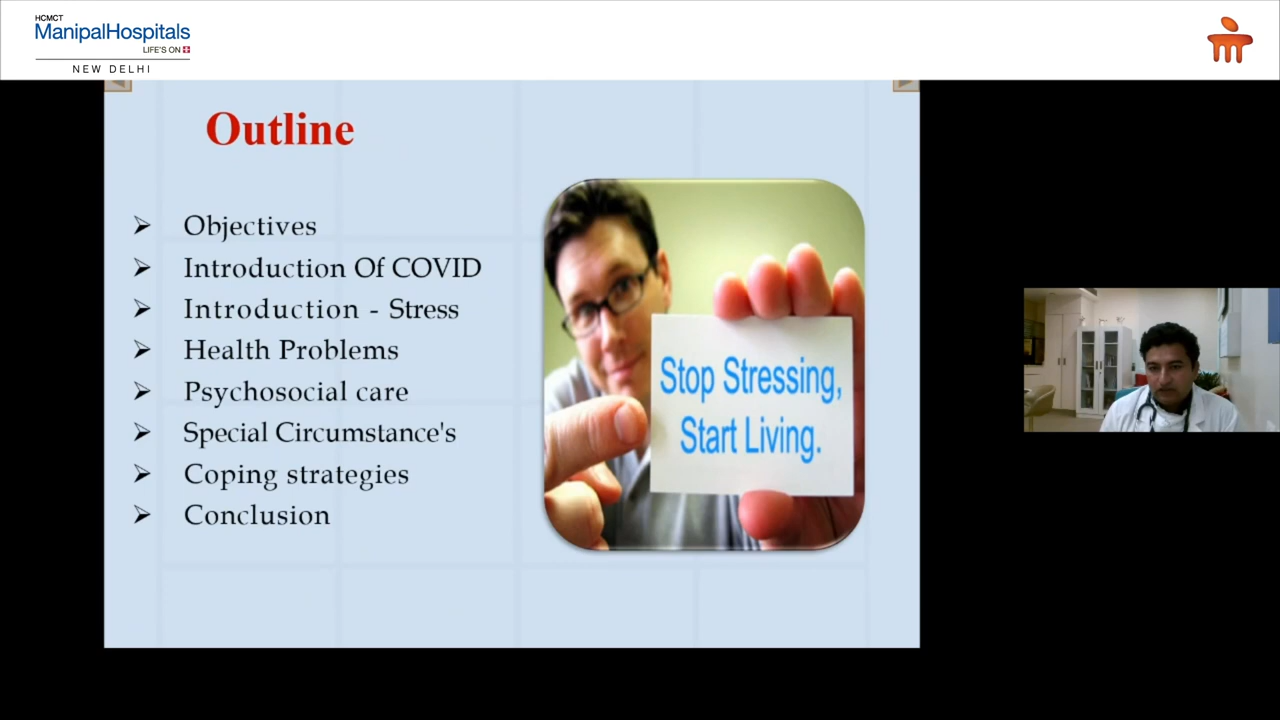 HCMCT
ManipalHospitals
LIFE'S ON
NEW DELHI
Outline
Objectives
Introduction Of COVID
Introduction - Stress
Health Problems
Psychosocial care
Special Circumstance's
Coping strategies
Conclusion
Stop Stressing,
Start Living.